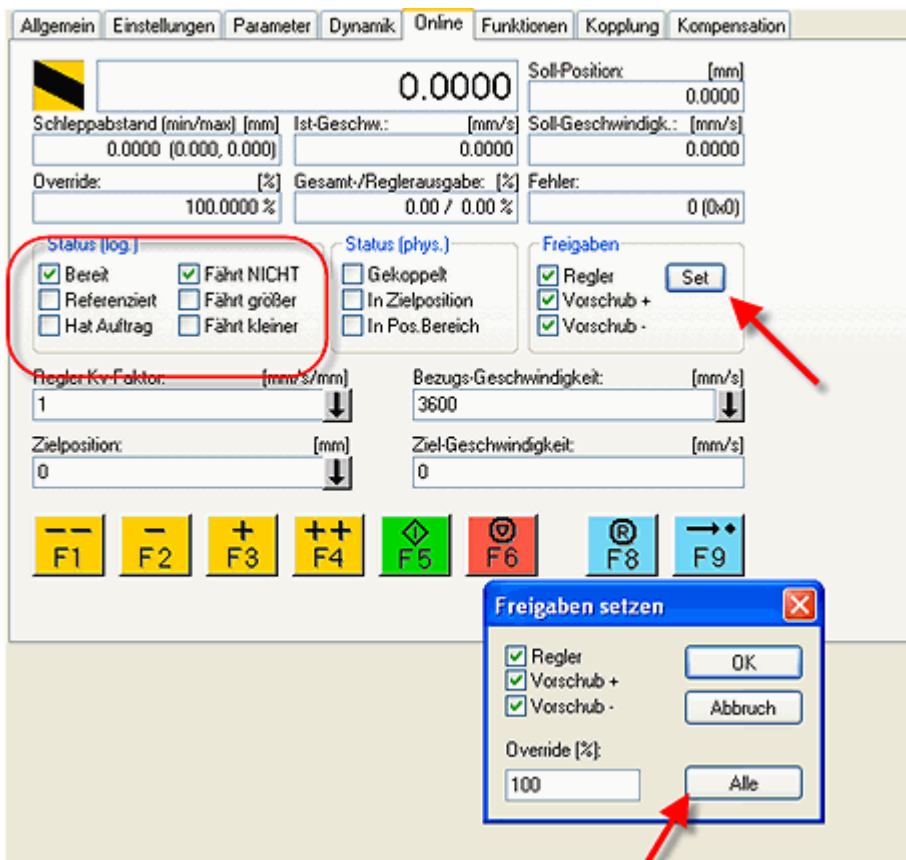 Allgemein Einstellungen Parameter Dynamik Online Funktionen Kopplung Kompensation
0.0000
Soll-Position: [mm]
0.0000
Schleppabstand (min/max) [mm] Ist-Geschw.: [mm/s] Soll-Geschwindigk.: [mm/s]
0.0000 (0.000, 0.000) 0.0000 0.0000
Override: [%] Gesamt-/Reglerausgabe: [%] Fehler:
100.0000 % 0.00 / 0.00 % 0 (0x0)
Status (log.) Status (phys.) Freigaben
Bereit Fährt NICHT Gekoppelt Regler Set
Referenziert Fährt größer In Zielposition Vorschub +
Hat Auftrag Fährt kleiner In Pos.Bereich Vorschub -
Regler Kv-Faktor: [mm/s/mm] Bezugs-Geschwindigkeit: [mm/s]
1 3600
Zielposition: [mm] Ziel-Geschwindigkeit: [mm/s]
0 0
-- - + ++ R
F1 F2 F3 F4 F5 F6 F8 F9
Freigaben setzen
Regler OK
Vorschub +
Vorschub - Abbruch
Override [%]:
100 Alle